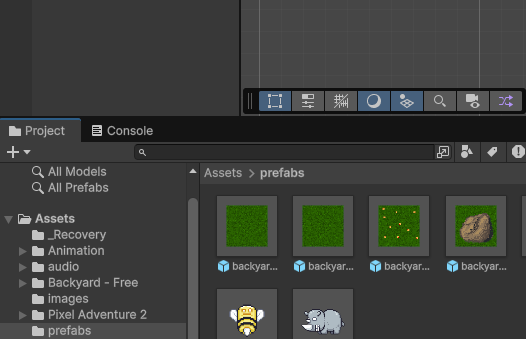 Project
Console
All Models
All Prefabs
Assets > prefabs
Assets
_Recovery
Animation
audio
Backyard - Free
images
Pixel Adventure 2
prefabs
backyar...
backyar...
backyar...
backyar...